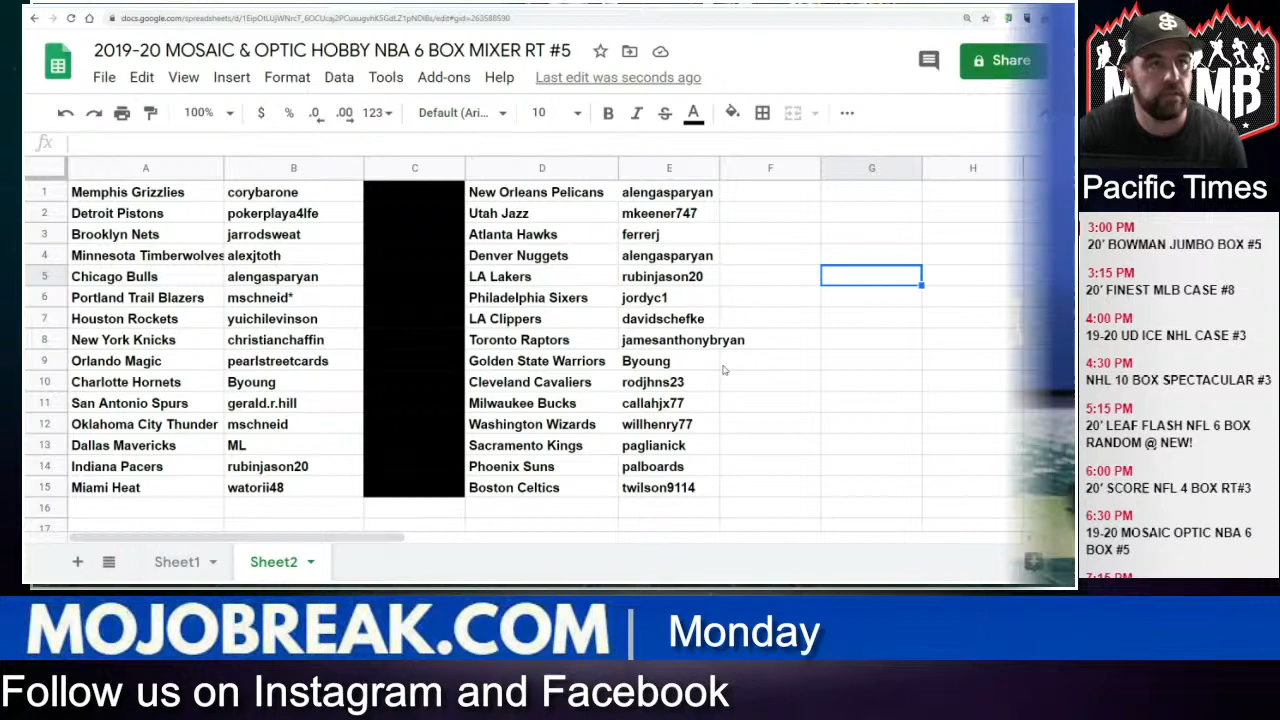 docs.google.com/spreadsheets/d/
2019-20 MOSAIC & OPTIC HOBBY NBA 6 BOX MIXER RT #5
File Edit View Insert Format Data Tools Add-ons Help Last edit was seconds ago
Share
100% $ % .0 .00 123 Default (Ari... 10 B I S A
fx
A B C D E F G H
1 Memphis Grizzlies corybarone New Orleans Pelicans alengasparyan
2 Detroit Pistons pokerplaya4lfe Utah Jazz mkeener747
3 Brooklyn Nets jarrodsweat Atlanta Hawks ferrerj
4 Minnesota Timberwolves alexjtoth Denver Nuggets alengasparyan
5 Chicago Bulls alengasparyan LA Lakers rubinjason20
6 Portland Trail Blazers mschneid* Philadelphia Sixers jordyc1
7 Houston Rockets yuichilevinson LA Clippers davidschefke
8 New York Knicks christianchaffin Toronto Raptors jamesanthonybryan
9 Orlando Magic pearlstreetcards Golden State Warriors Byoung
10 Charlotte Hornets Byoung Cleveland Cavaliers rodjhns23
11 San Antonio Spurs gerald.r.hill Milwaukee Bucks callahjx77
12 Oklahoma City Thunder mschneid Washington Wizards willhenry77
13 Dallas Mavericks ML Sacramento Kings paglianick
14 Indiana Pacers rubinjason20 Phoenix Suns palboards
15 Miami Heat watorii48 Boston Celtics twilson9114
16
17
Sheet1 Sheet2
MB
Pacific Times
3:00 PM
20' BOWMAN JUMBO BOX #5
3:15 PM
20' FINEST MLB CASE #8
4:00 PM
19-20 UD ICE NHL CASE #3
4:30 PM
NHL 10 BOX SPECTACULAR #3
5:15 PM
20' LEAF FLASH NFL 6 BOX
RANDOM @ NEW!
6:00 PM
20' SCORE NFL 4 BOX RT#3
6:30 PM
19-20 MOSAIC OPTIC NBA 6
BOX #5
7:15 PM
MOJOBREAK.COM | Monday
Follow us on Instagram and Facebook